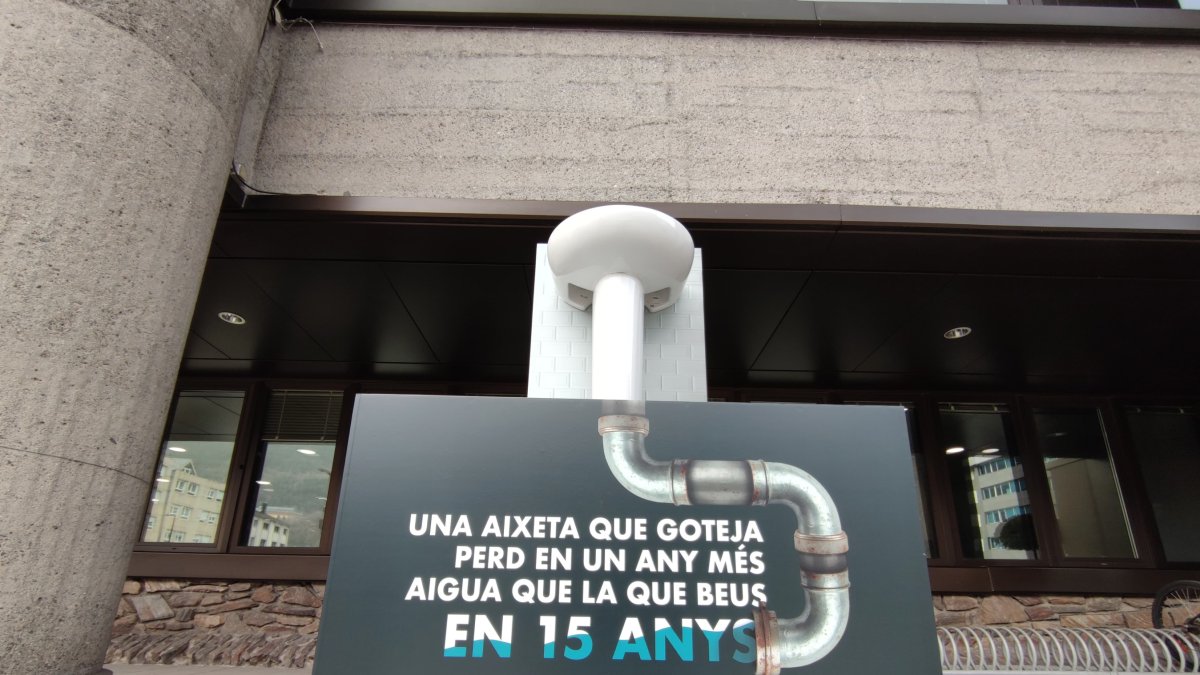 UNA AIXETA QUE GOTEJA
PERD EN UN ANY MÉS
AIGUA QUE LA QUE BEUS
EN 15 ANYS